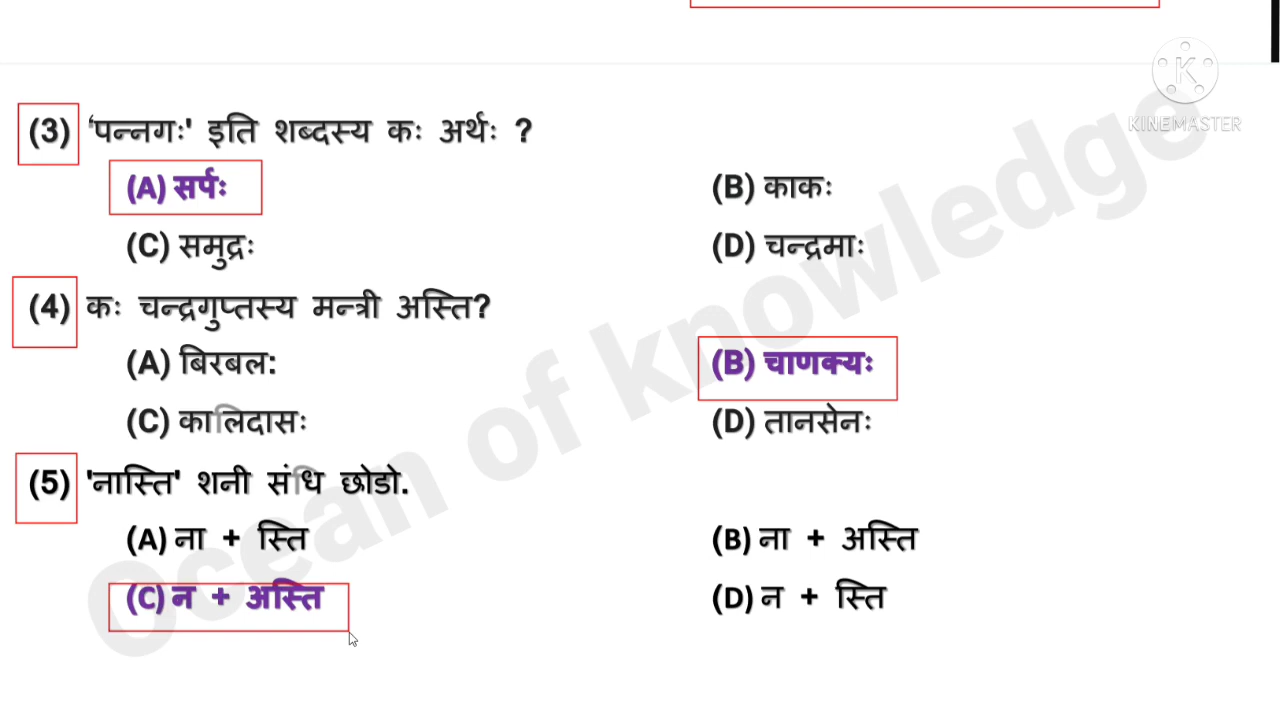 KINEMASTER
(3) 'पन्नगः' इति शब्दस्य कः अर्थः ?
(A) सर्पः (B) काकः
(C) समुद्रः (D) चन्द्रमाः
(4) कः चन्द्रगुप्तस्य मन्त्री अस्ति?
(A) बिरबल: (B) चाणक्यः
(C) कालिदासः (D) तानसेनः
(5) 'नास्ति' शनी संधि छोडो.
(A) ना + स्ति (B) ना + अस्ति
(C) न + अस्ति (D) न + स्ति
Ocean of knowledge